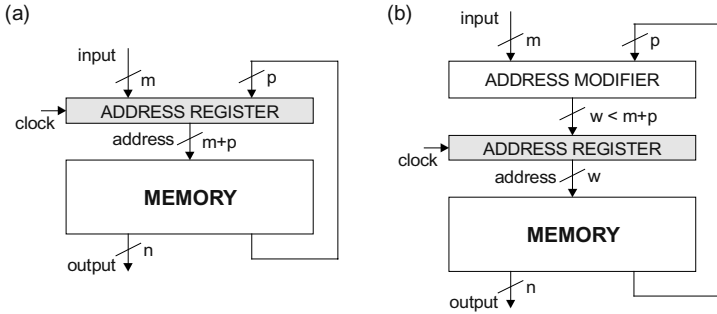 (a)
input
m
p
ADDRESS REGISTER
clock
address
m+p
MEMORY
n
output
(b)
input
m
p
ADDRESS MODIFIER
w < m+p
ADDRESS REGISTER
clock
address
w
MEMORY
n
output